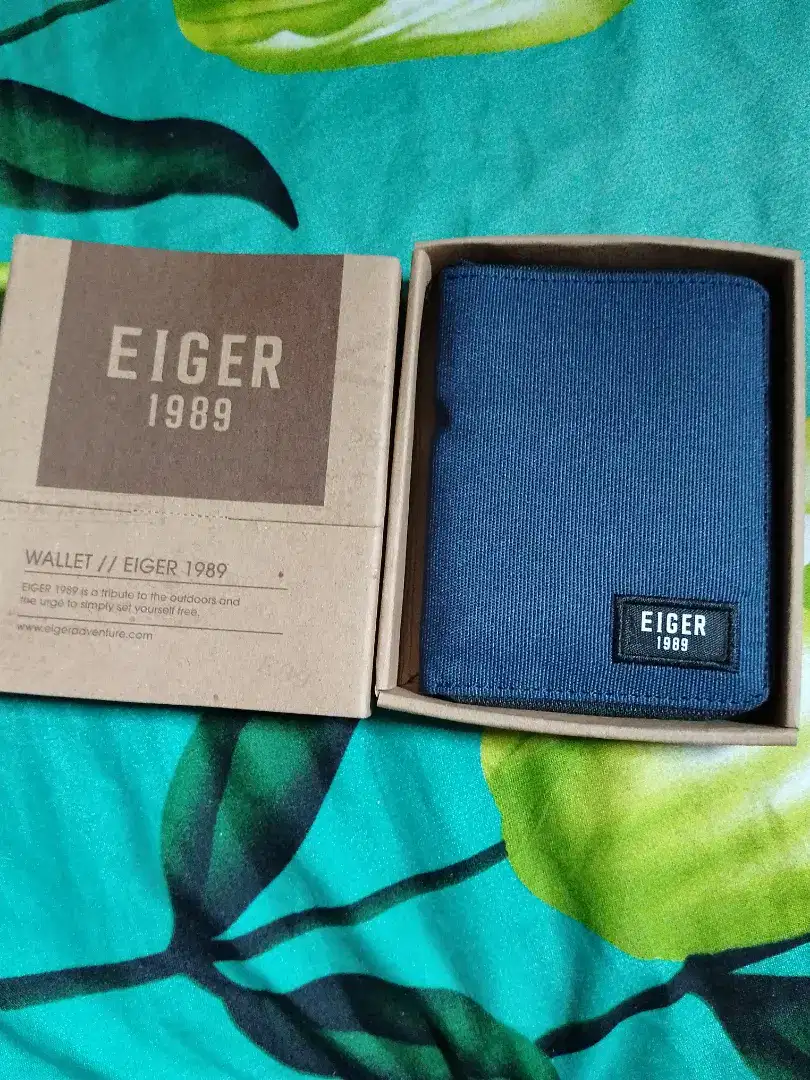 EIGER
1989
WALLET // EIGER 1989
EIGER 1989 is a tribute to the outdoors and
the urge to simply set yourself free.
www.eigeradventure.com
EIGER
1989